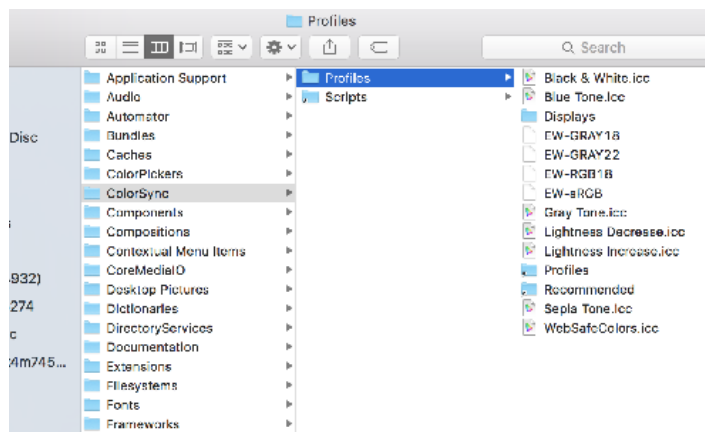 Profiles
Search
Disc
932)
274
c
4m745...
Application Support
Audio
Automator
Bundles
Caches
ColorPickers
ColorSync
Components
Compositions
Contextual Menu Items
CoreMediaIO
Desktop Pictures
Dictionaries
DirectoryServices
Documentation
Extensions
Filesystems
Fonts
Frameworks
Profiles
Scripts
Black & White.icc
Blue Tone.icc
Displays
EW-GRAY18
EW-GRAY22
EW-RGB18
EW-sRGB
Gray Tone.icc
Lightness Decrease.icc
Lightness Increase.icc
Profiles
Recommended
Sepia Tone.icc
WebSafeColors.icc